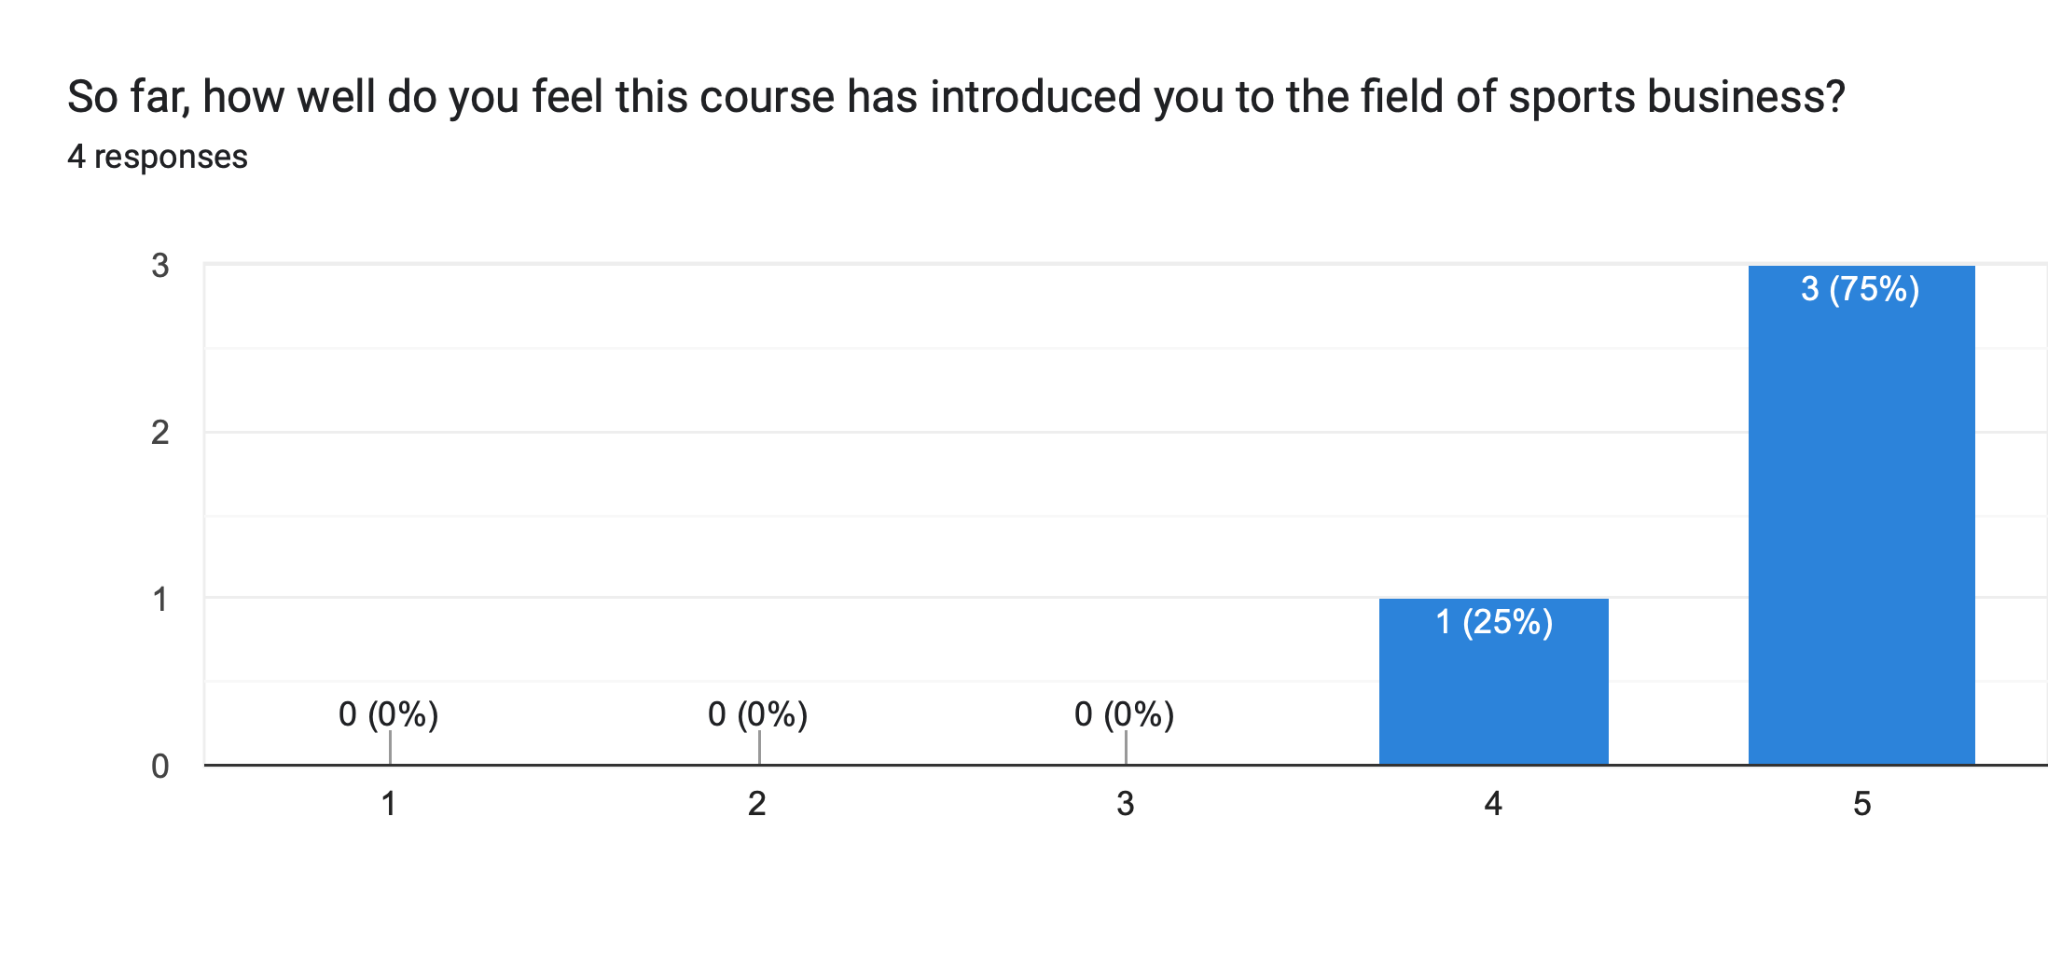 So far, how well do you feel this course has introduced you to the field of sports business?
4 responses
3
3 (75%)
2
1
1 (25%)
0 (0%) 0 (0%) 0 (0%)
0
1 2 3 4 5